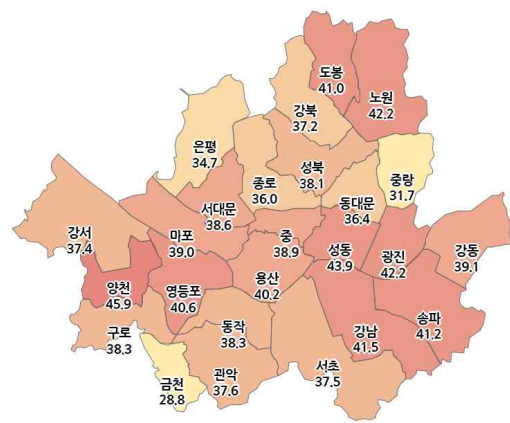 도봉
41.0
노원
42.2
강북
37.2
은평
34.7
성북
38.1
중랑
31.7
종로
36.0
동대문
36.4
서대문
38.6
강서
37.4
마포
39.0
중
38.9
성동
43.9
광진
42.2
강동
39.1
양천
45.9
영등포
40.6
용산
40.2
송파
41.2
구로
38.3
동작
38.3
강남
41.5
금천
28.8
관악
37.6
서초
37.5